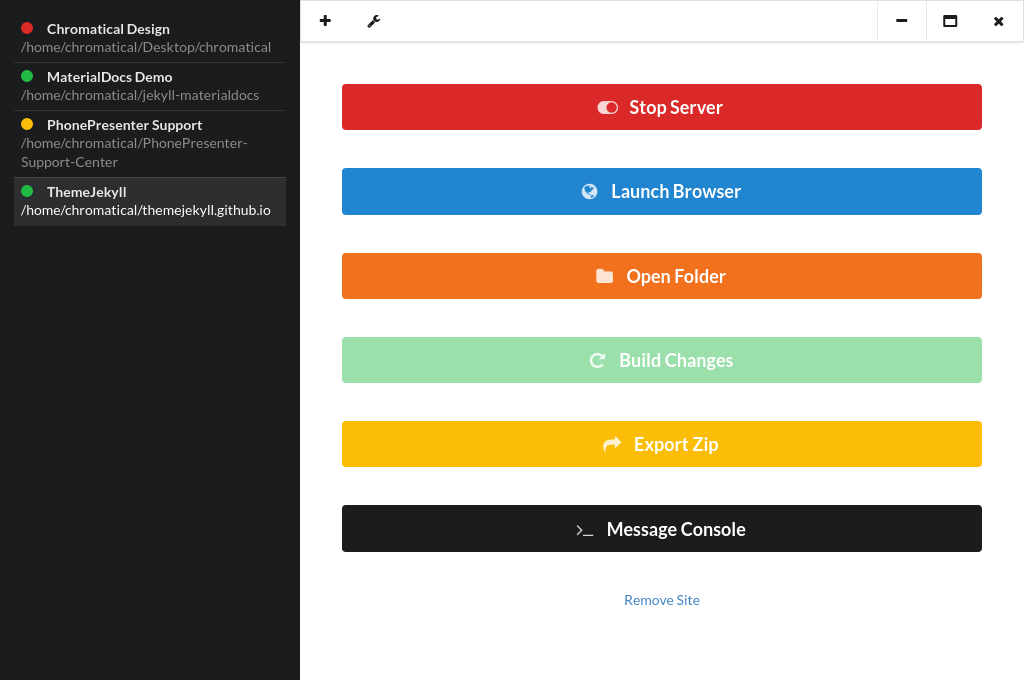 Chromatical Design
/home/chromatical/Desktop/chromatical
MaterialDocs Demo
/home/chromatical/jekyll-materialdocs
PhonePresenter Support
/home/chromatical/PhonePresenter-
Support-Center
ThemeJekyll
/home/chromatical/themejekyll.github.io
Stop Server
Launch Browser
Open Folder
Build Changes
Export Zip
Message Console
Remove Site